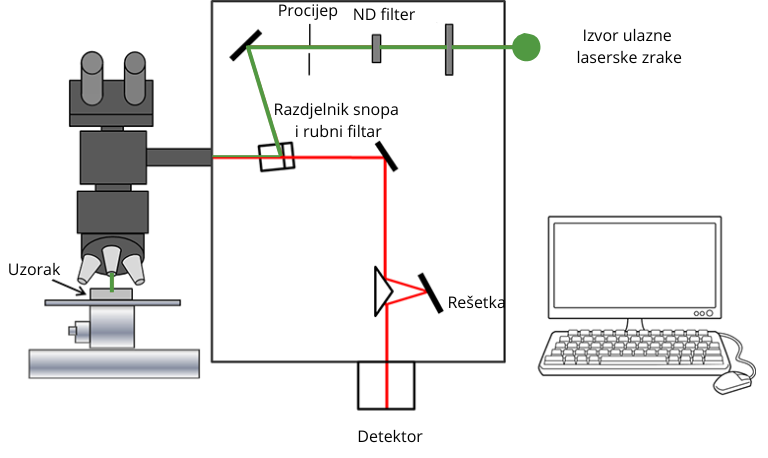 Procijep
ND filter
Izvor ulazne
laserske zrake
Razdjelnik snopa
i rubni filtar
Uzorak
Rešetka
Detektor